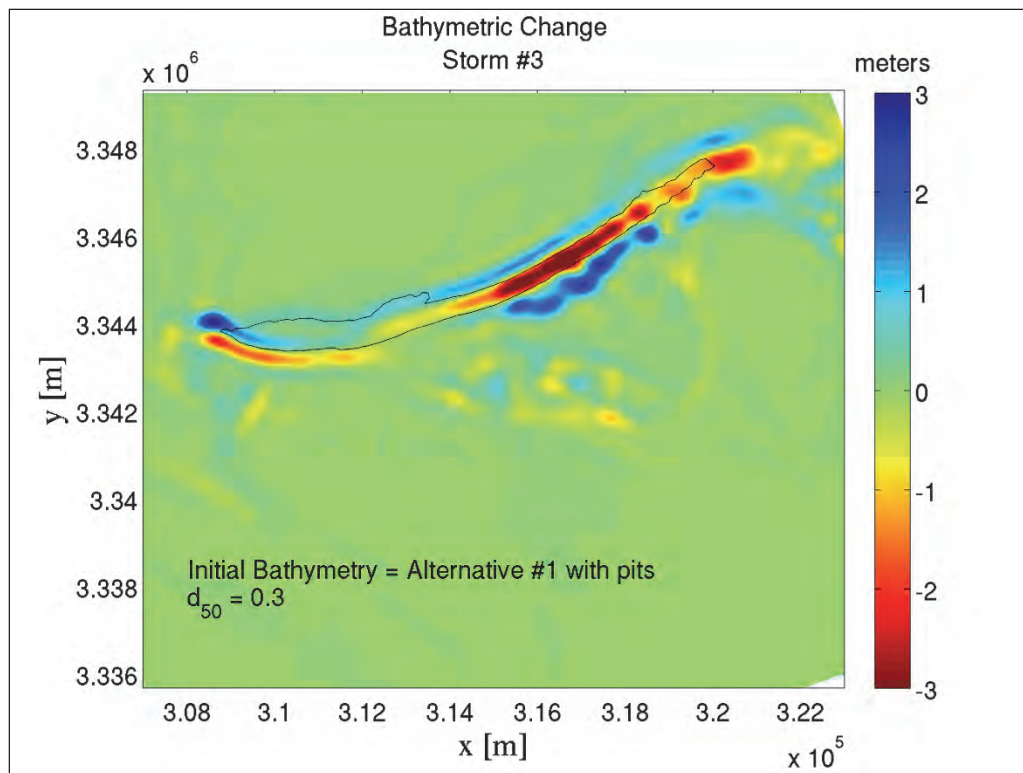 Bathymetric Change
Storm #3
x 10^6
meters
3.348
3.346
3.344
3.342
3.34
3.338
3.336
y [m]
3
2
1
0
-1
-2
-3
Initial Bathymetry = Alternative #1 with pits
d_50 = 0.3
3.08 3.1 3.12 3.14 3.16 3.18 3.2 3.22
x [m]
x 10^5